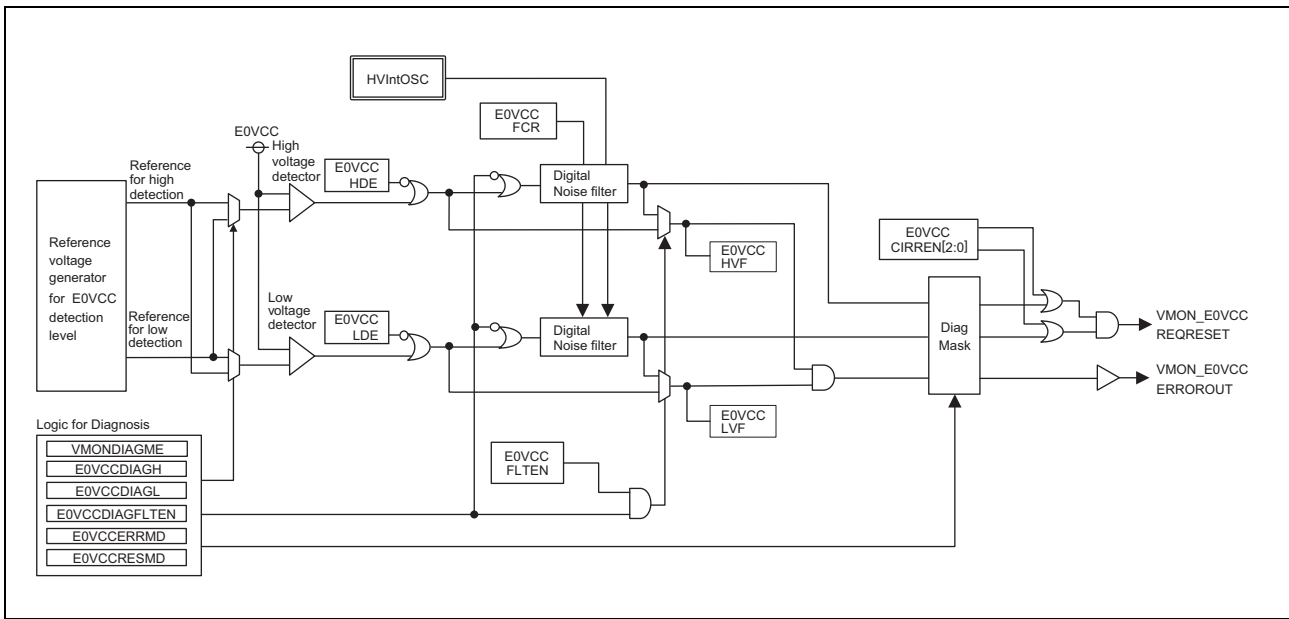 HVIntOSC
E0VCC
FCR
E0VCC
High
voltage
detector
Reference
for high
detection
E0VCC
HDE
Digital
Noise filter
Reference
voltage
generator
for E0VCC
detection
level
E0VCC
HVF
E0VCC
CIRREN[2:0]
Reference
for low
detection
Low
voltage
detector
E0VCC
LDE
Digital
Noise filter
Diag
Mask
VMON_E0VCC
REQRESET
VMON_E0VCC
ERROROUT
E0VCC
LVF
Logic for Diagnosis
VMONDIAGME
E0VCCDIAGH
E0VCCDIAGL
E0VCCDIAGFLTEN
E0VCCERRMD
E0VCCRESMD
E0VCC
FLTEN